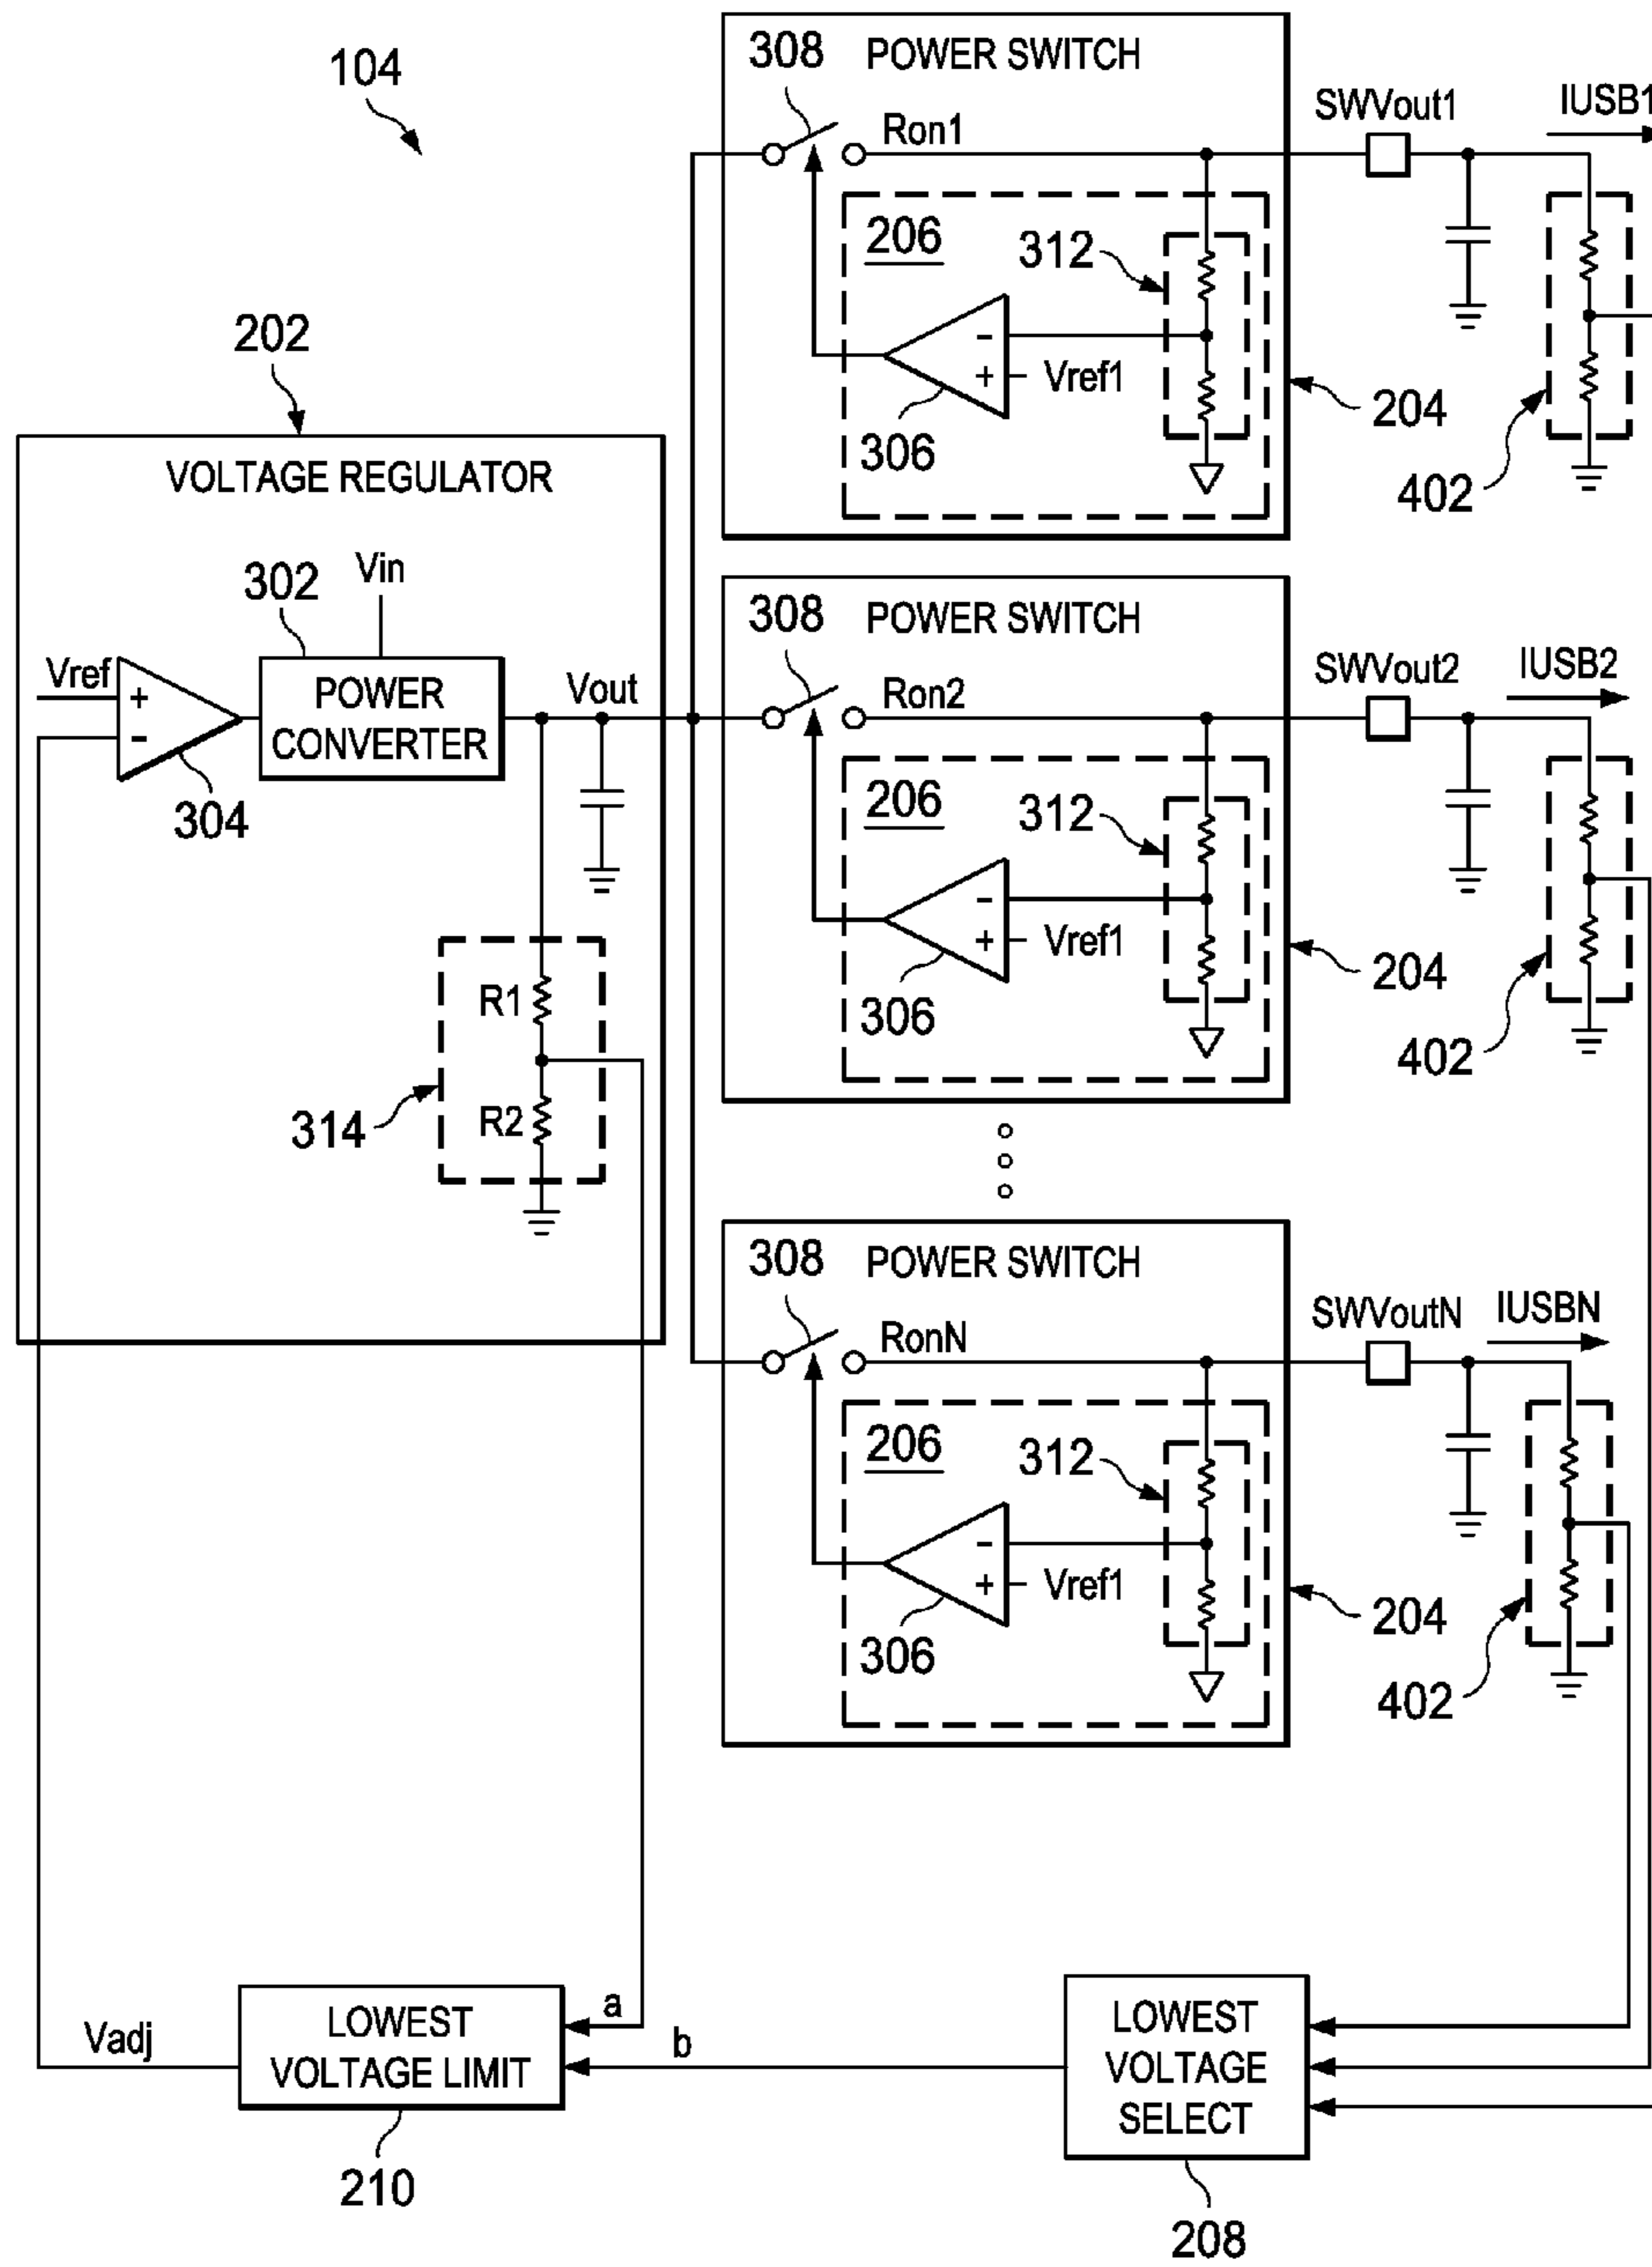 104
308
POWER SWITCH
Ron1
SWVout1
IUSB1
206
312
-
+
Vref1
306
204
402
202
VOLTAGE REGULATOR
302
Vin
Vref
+
-
POWER
CONVERTER
Vout
304
314
R1
R2
308
POWER SWITCH
Ron2
SWVout2
IUSB2
206
312
-
+
Vref1
306
204
402
308
POWER SWITCH
RonN
SWVoutN
IUSBN
206
312
-
+
Vref1
306
204
402
Vadj
LOWEST
VOLTAGE LIMIT
a
b
210
LOWEST
VOLTAGE
SELECT
208